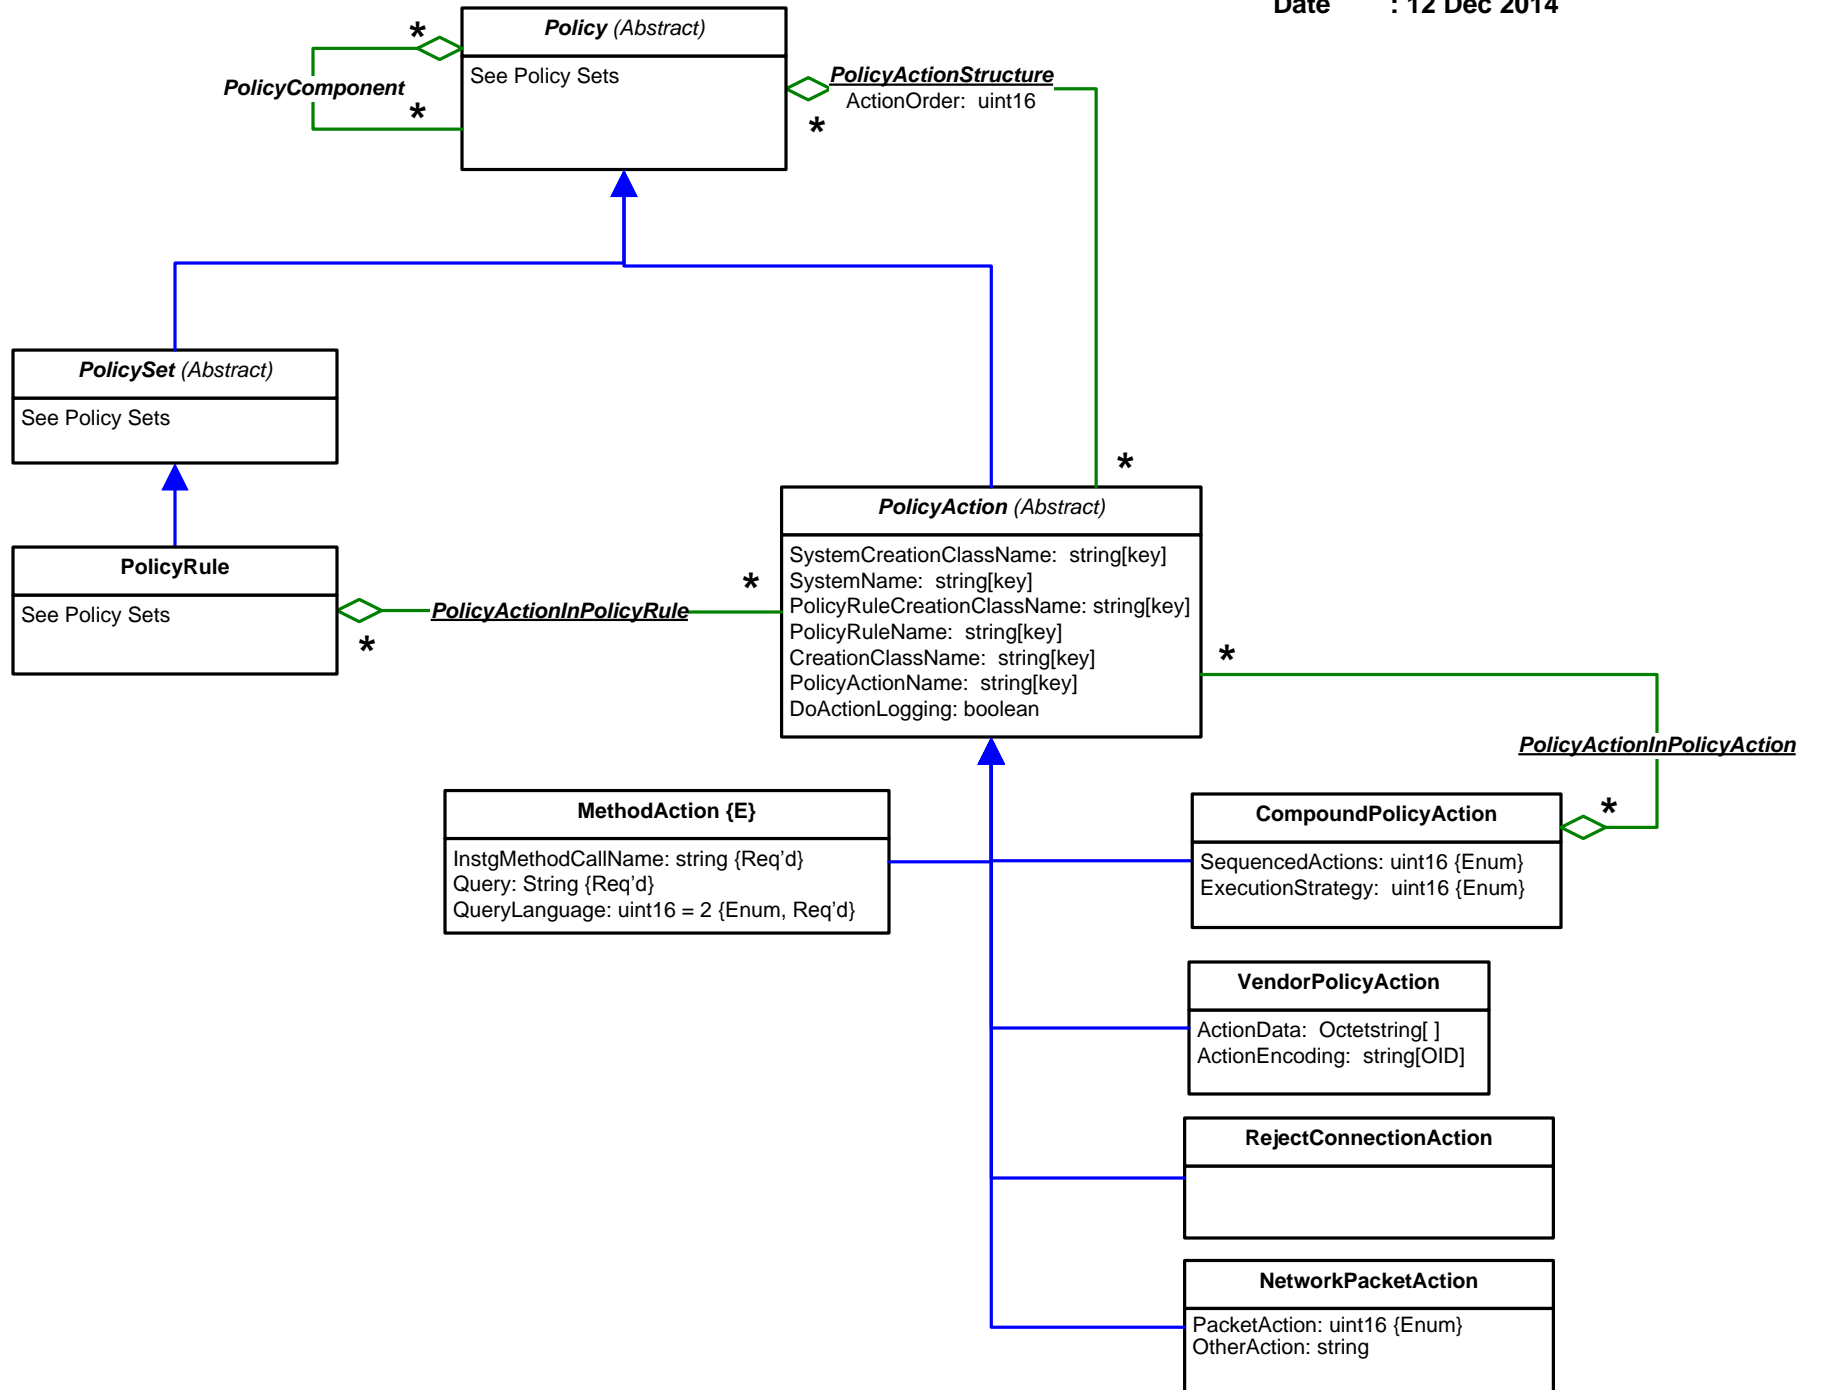 Date : 12 Dec 2014
Policy (Abstract)
See Policy Sets
*
PolicyComponent
*
PolicyActionStructure
ActionOrder: uint16
*
PolicySet (Abstract)
See Policy Sets
*
PolicyAction (Abstract)
SystemCreationClassName: string[key]
SystemName: string[key]
PolicyRuleCreationClassName: string[key]
PolicyRuleName: string[key]
CreationClassName: string[key]
PolicyActionName: string[key]
DoActionLogging: boolean
PolicyRule
See Policy Sets
*
PolicyActionInPolicyRule
*
*
PolicyActionInPolicyAction
*
MethodAction {E}
InstgMethodCallName: string {Req’d}
Query: String {Req’d}
QueryLanguage: uint16 = 2 {Enum, Req’d}
CompoundPolicyAction
SequencedActions: uint16 {Enum}
ExecutionStrategy: uint16 {Enum}
VendorPolicyAction
ActionData: Octetstring[ ]
ActionEncoding: string[OID]
RejectConnectionAction
NetworkPacketAction
PacketAction: uint16 {Enum}
OtherAction: string